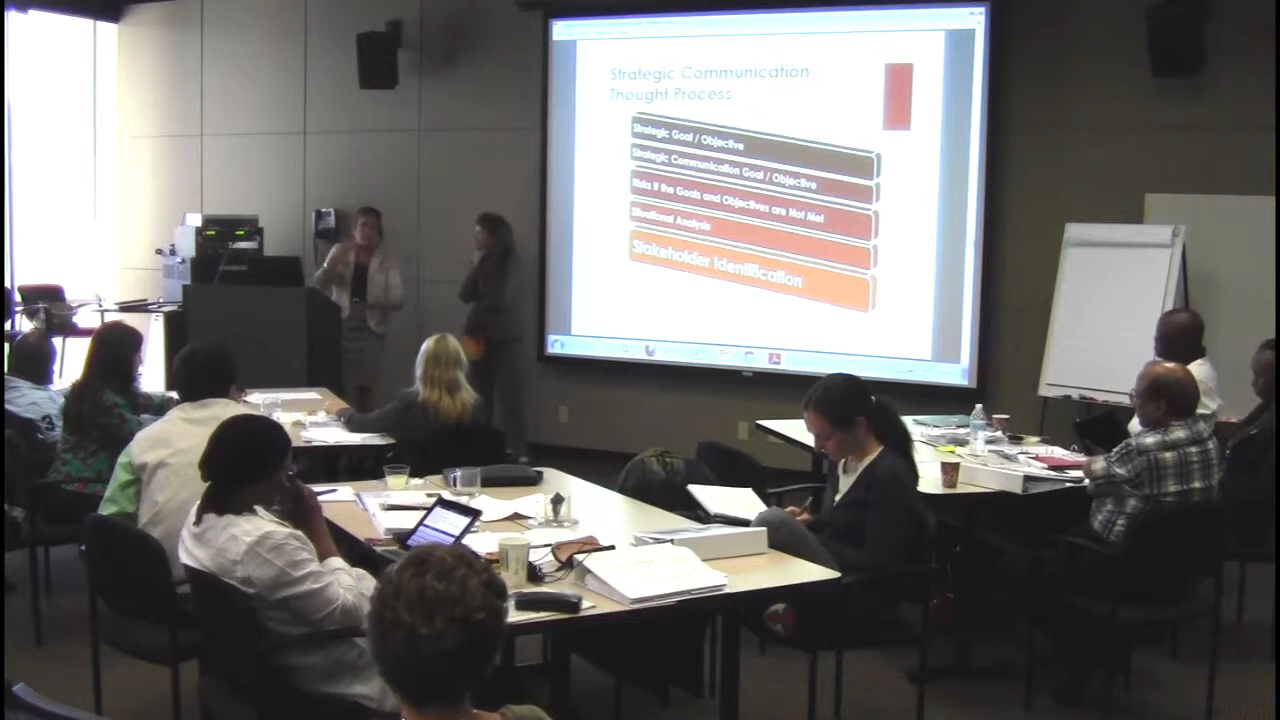 Strategic Communication
Thought Process
Strategic Goal / Objective
Strategic Communication Goal / Objective
Risks if the Goals and Objectives are Not Met!
Situational Analysis
Stakeholder Identification